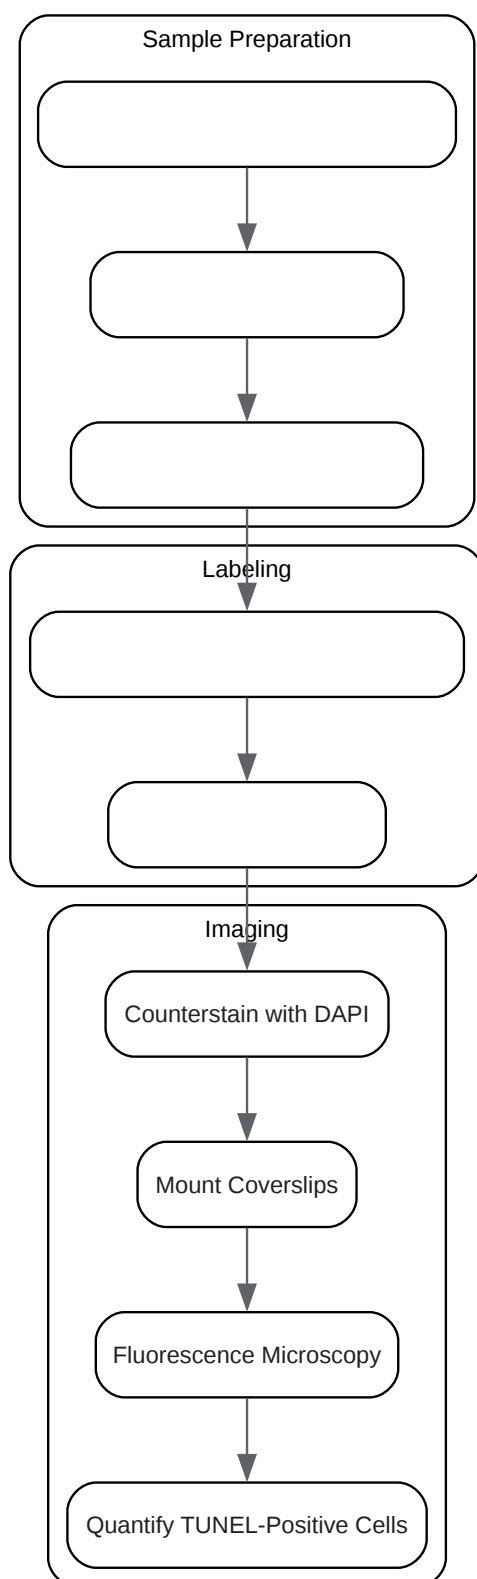 Sample Preparation
Labeling
Imaging
Counterstain with DAPI
Mount Coverslips
Fluorescence Microscopy
Quantify TUNEL-Positive Cells